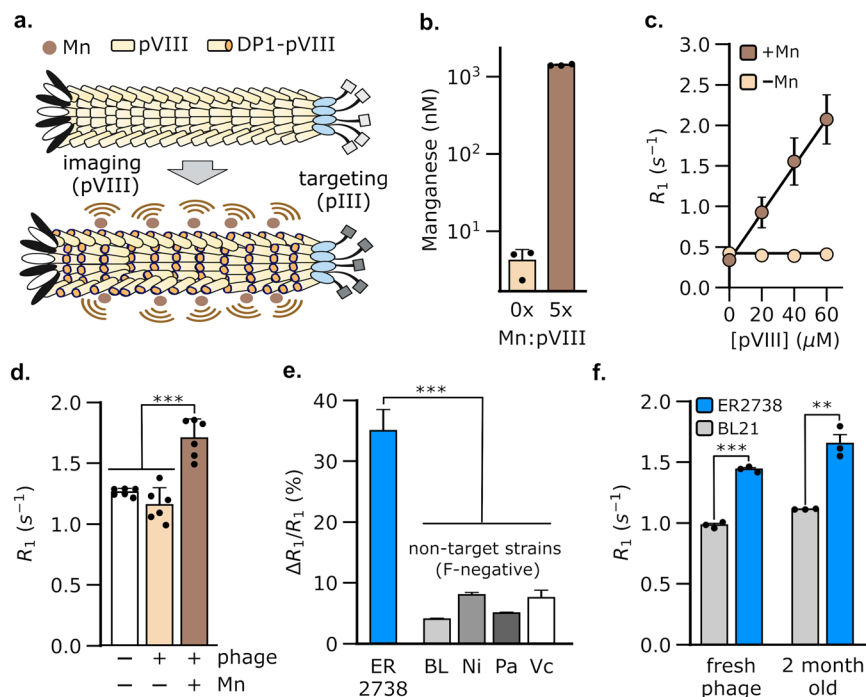 a.
Mn pVIII DP1-pVIII
imaging
(pVIII)
targeting
(pIII)
b.
Manganese (nM)
10³
10²
10¹
0x 5x
Mn:pVIII
c.
+Mn
−Mn
R₁ (s⁻¹)
3.0
2.5
2.0
1.5
1.0
0.5
0.0
0 20 40 60
[pVIII] (μM)
d.
***
R₁ (s⁻¹)
2.0
1.5
1.0
0.5
0.0
− + + phage
− − + Mn
e.
***
ΔR₁/R₁ (%)
40
30
20
10
0
non-target strains
(F-negative)
ER
2738
BL Ni Pa Vc
f.
ER2738
BL21
***
**
R₁ (s⁻¹)
2.0
1.5
1.0
0.5
0.0
fresh
phage
2 month
old